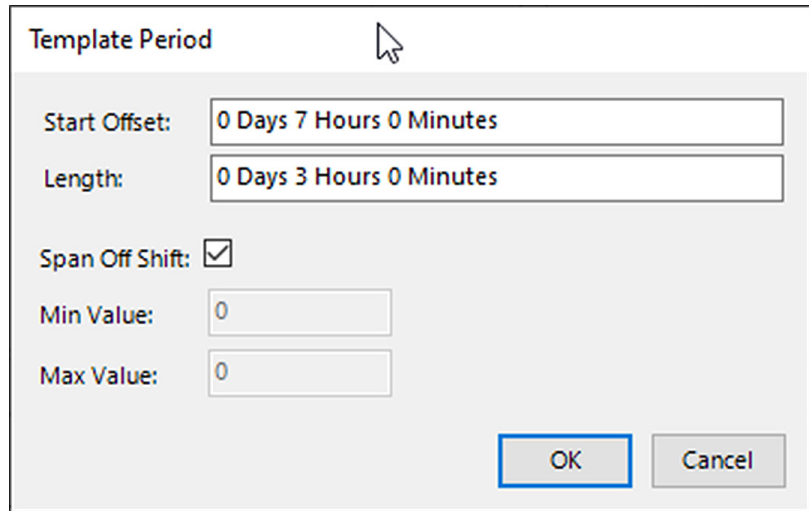 Template Period
Start Offset: 0 Days 7 Hours 0 Minutes
Length: 0 Days 3 Hours 0 Minutes
Span Off Shift:
Min Value: 0
Max Value: 0
OK Cancel